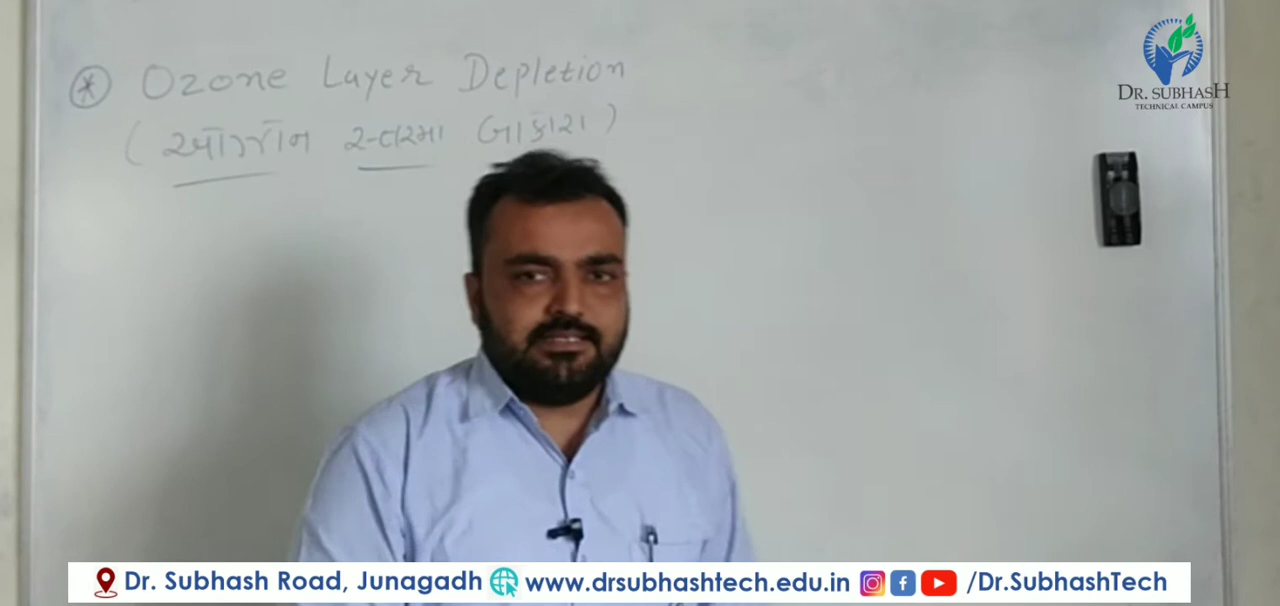 * Ozone Layer Depletion
(ઓઝોન સ્તરમા બાકોરા)
DR. SUBHASH
TECHNICAL CAMPUS
Dr. Subhash Road, Junagadh www.drsubhashtech.edu.in /Dr.SubhashTech